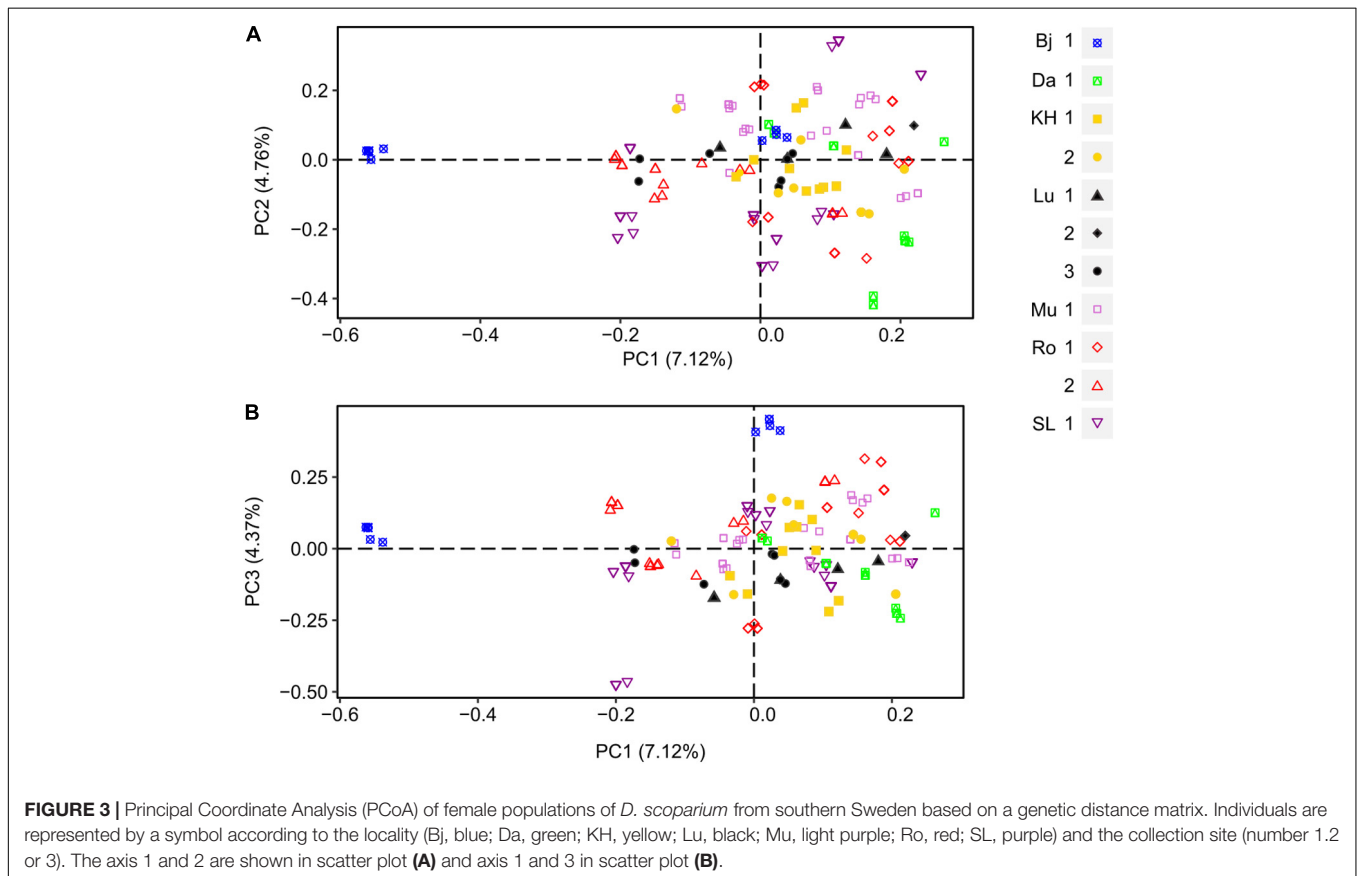 A
0.2
0.0
−0.2
−0.4
PC2 (4.76%)
−0.6
−0.4
−0.2
0.0
0.2
PC1 (7.12%)
Bj 1
Da 1
KH 1
2
Lu 1
2
3
Mu 1
Ro 1
2
SL 1
B
0.25
0.00
−0.25
−0.50
PC3 (4.37%)
−0.6
−0.4
−0.2
0.0
0.2
PC1 (7.12%)
FIGURE 3 | Principal Coordinate Analysis (PCoA) of female populations of D. scoparium from southern Sweden based on a genetic distance matrix. Individuals are
represented by a symbol according to the locality (Bj, blue; Da, green; KH, yellow; Lu, black; Mu, light purple; Ro, red; SL, purple) and the collection site (number 1.2
or 3). The axis 1 and 2 are shown in scatter plot (A) and axis 1 and 3 in scatter plot (B).